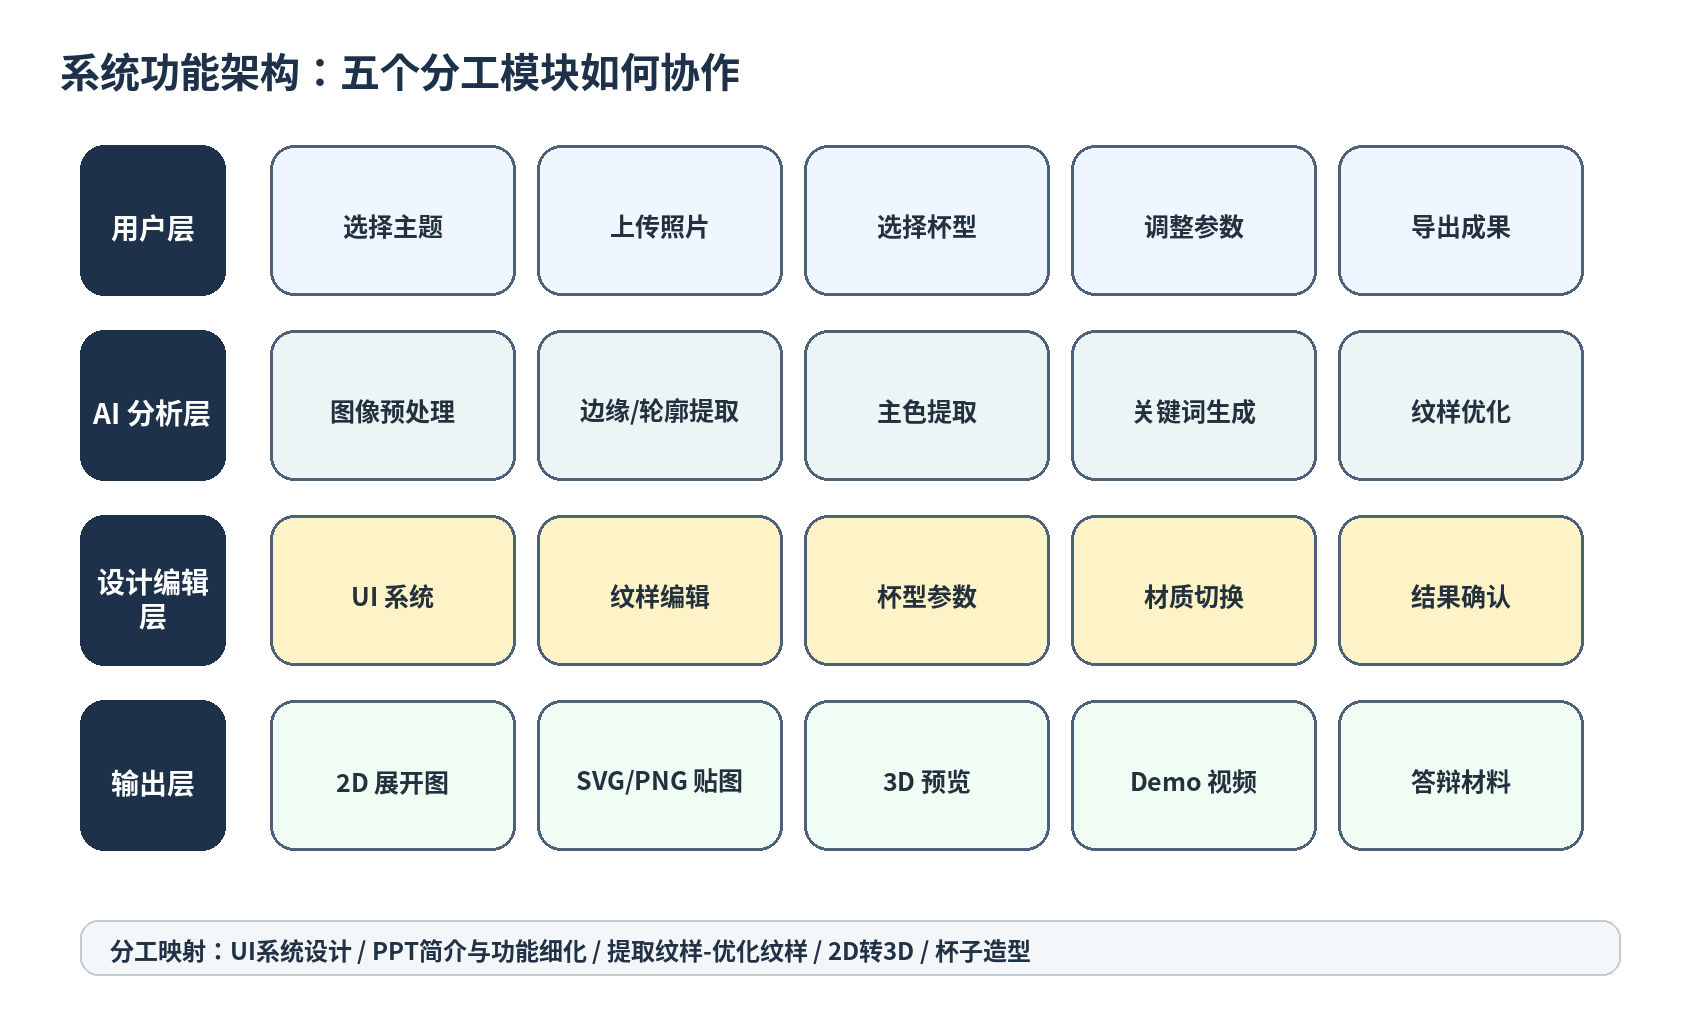 系统功能架构：五个分工模块如何协作
用户层
选择主题
上传照片
选择杯型
调整参数
导出成果
AI 分析层
图像预处理
边缘/轮廓提取
主色提取
关键词生成
纹样优化
设计编辑
层
UI 系统
纹样编辑
杯型参数
材质切换
结果确认
输出层
2D 展开图
SVG/PNG 贴图
3D 预览
Demo 视频
答辩材料
分工映射：UI系统设计 / PPT简介与功能细化 / 提取纹样-优化纹样 / 2D转3D / 杯子造型